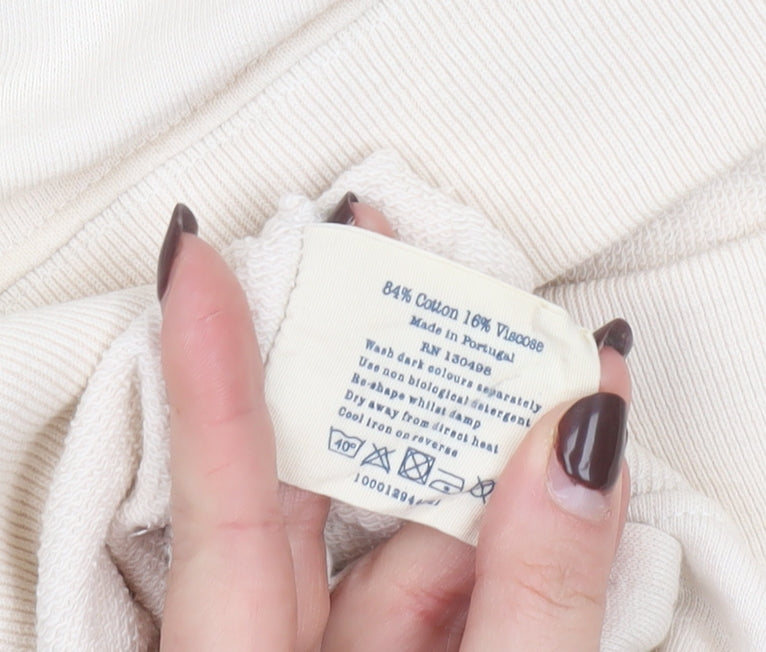 84% Cotton 16% Viscose
Made in Portugal
RN 130498
Wash dark colours separately
Use non biological detergent
Re-shape whilst damp
Dry away from direct heat
Cool iron on reverse
40°